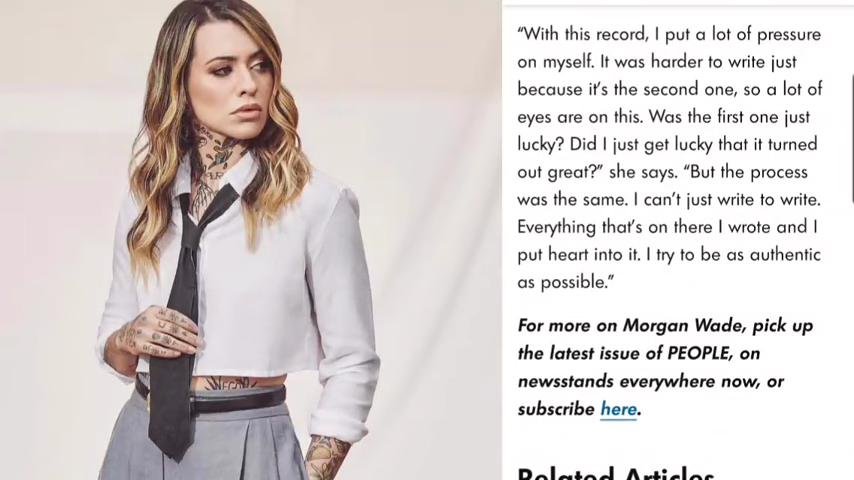 “With this record, I put a lot of pressure
on myself. It was harder to write just
because it’s the second one, so a lot of
eyes are on this. Was the first one just
lucky? Did I just get lucky that it turned
out great?” she says. “But the process
was the same. I can’t just write to write.
Everything that’s on there I wrote and I
put heart into it. I try to be as authentic
as possible.”
For more on Morgan Wade, pick up
the latest issue of PEOPLE, on
newsstands everywhere now, or
subscribe here.
Related Articles